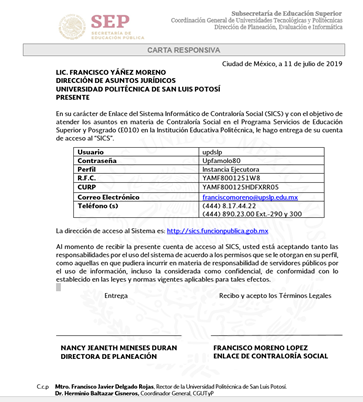 SEP
SECRETARÍA DE
EDUCACIÓN PÚBLICA
Subsecretaría de Educación Superior
Coordinación General de Universidades Tecnológicas y Politécnicas
Dirección de Planeación, Evaluación e Informática
CARTA RESPONSIVA
Ciudad de México, a 11 de julio de 2019
LIC. FRANCISCO YÁÑEZ MORENO
DIRECCIÓN DE ASUNTOS JURÍDICOS
UNIVERSIDAD POLITÉCNICA DE SAN LUIS POTOSÍ
PRESENTE
En su carácter de Enlace del Sistema Informático de Contraloría Social (SICS) y con el objetivo de
atender los asuntos en materia de Contraloría Social en el Programa Servicios de Educación
Superior y Posgrado (E010) en la Institución Educativa Politécnica, le hago entrega de su cuenta
de acceso al "SICS".
Usuario updslp
Contraseña Upfamolo80
Perfil Instancia Ejecutora
R.F.C. YAMF8001251W8
CURP YAMF800125HDFXRR05
Correo Electrónico franciscomoreno@upslp.edu.mx
Teléfono (s) (444) 8.17.44.22
(444) 890.23.00 Ext.-290 y 300
La dirección de acceso al Sistema es: http://sics.funcionpublica.gob.mx
Al momento de recibir la presente cuenta de acceso al SICS, usted está aceptando tanto las
responsabilidades por el uso del sistema de acuerdo a los permisos que se le otorgan en su perfil,
como aquellas en que pudiera incurrir en materia de responsabilidad de servidores públicos por
el uso de información, incluso la considerada como confidencial, de conformidad con lo
establecido en las leyes y normas vigentes aplicables para tales efectos.
Entrega Recibo y acepto los Términos Legales
NANCY JEANETH MENESES DURAN FRANCISCO MORENO LOPEZ
DIRECTORA DE PLANEACIÓN ENLACE DE CONTRALORÍA SOCIAL
C.c.p Mtro. Francisco Javier Delgado Rojas, Rector de la Universidad Politécnica de San Luis Potosí.
Dr. Herminio Baltazar Cisneros, Coordinador General, CGUTyP